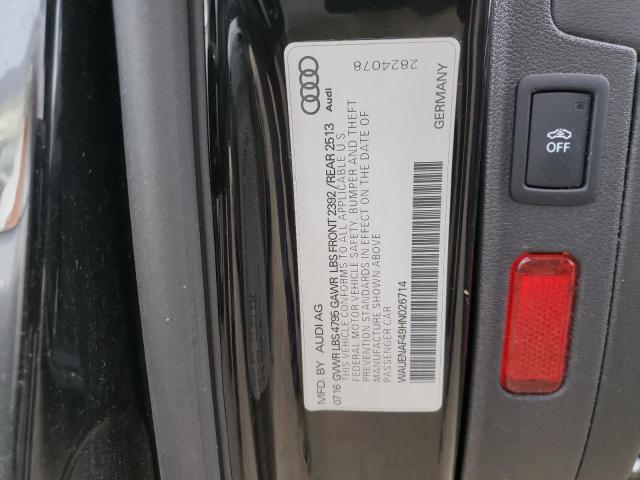 MFD. BY AUDI AG
07/16 GVWR LBS 4795 GAWR LBS FRONT 2392 / REAR 2513
THIS VEHICLE CONFORMS TO ALL APPLICABLE U.S.
FEDERAL MOTOR VEHICLE SAFETY, BUMPER AND THEFT
PREVENTION STANDARDS IN EFFECT ON THE DATE OF
MANUFACTURE SHOWN ABOVE
PASSENGER CAR
WAUENAF49HN026714
GERMANY
Audi
2824078
OFF